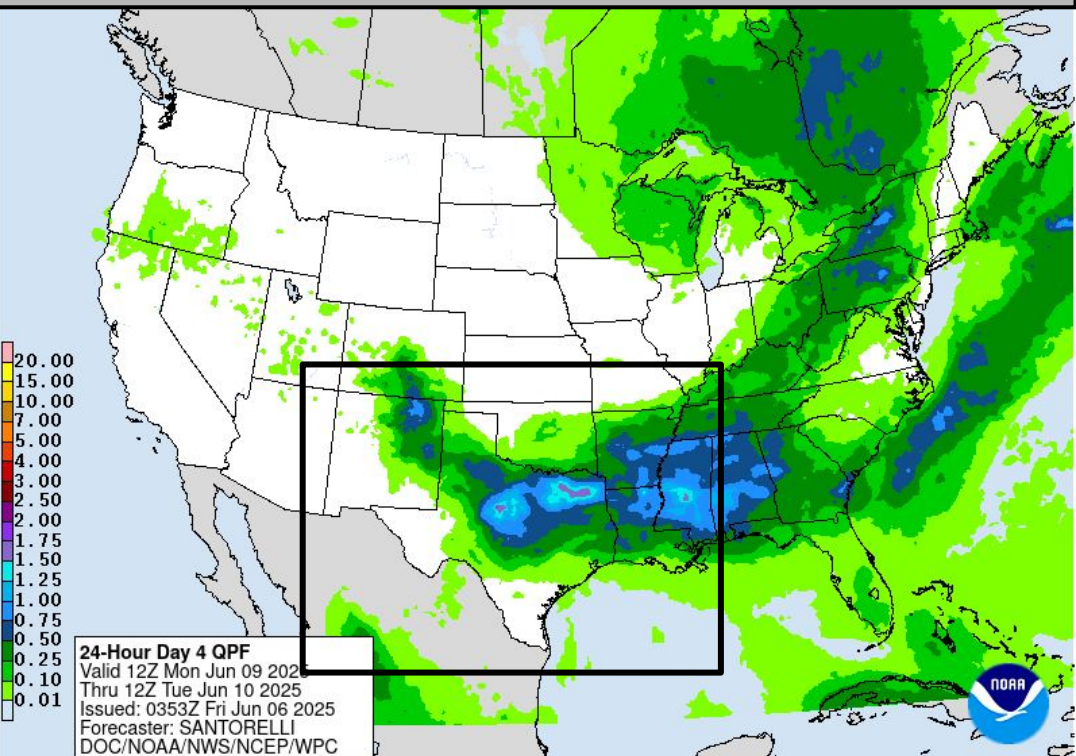 20.00
15.00
10.00
7.00
5.00
4.00
3.00
2.50
2.00
1.75
1.50
1.25
1.00
0.75
0.50
0.25
0.10
0.01
24-Hour Day 4 QPF
Valid 12Z Mon Jun 09 2025
Thru 12Z Tue Jun 10 2025
Issued: 0353Z Fri Jun 06 2025
Forecaster: SANTORELLI
DOC/NOAA/NWS/NCEP/WPC
NOAA